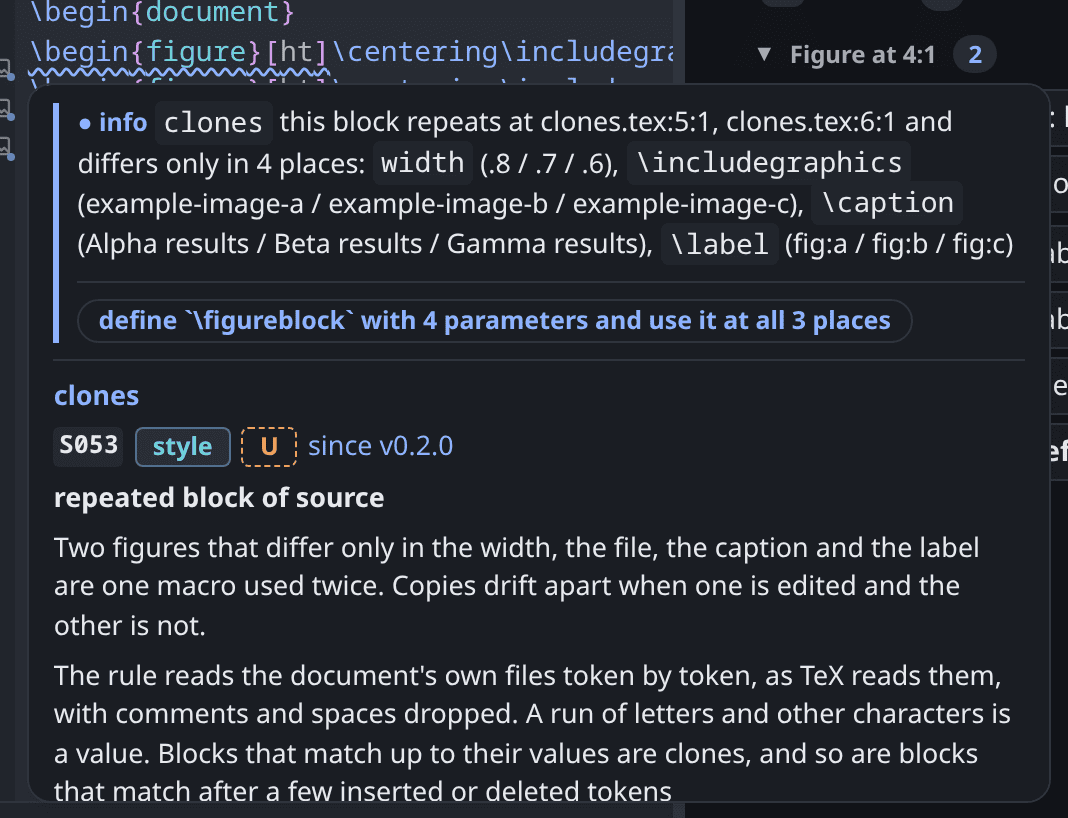 \begin{document}
\begin{figure}[ht]\centering\includegra
▼ Figure at 4:1 2
● info clones this block repeats at clones.tex:5:1, clones.tex:6:1 and
differs only in 4 places: width (.8 / .7 / .6), \includegraphics
(example-image-a / example-image-b / example-image-c), \caption
(Alpha results / Beta results / Gamma results), \label (fig:a / fig:b / fig:c)
define `\figureblock` with 4 parameters and use it at all 3 places
clones
S053 style U since v0.2.0
repeated block of source
Two figures that differ only in the width, the file, the caption and the label
are one macro used twice. Copies drift apart when one is edited and the
other is not.
The rule reads the document's own files token by token, as TeX reads them,
with comments and spaces dropped. A run of letters and other characters is
a value. Blocks that match up to their values are clones, and so are blocks
that match after a few inserted or deleted tokens